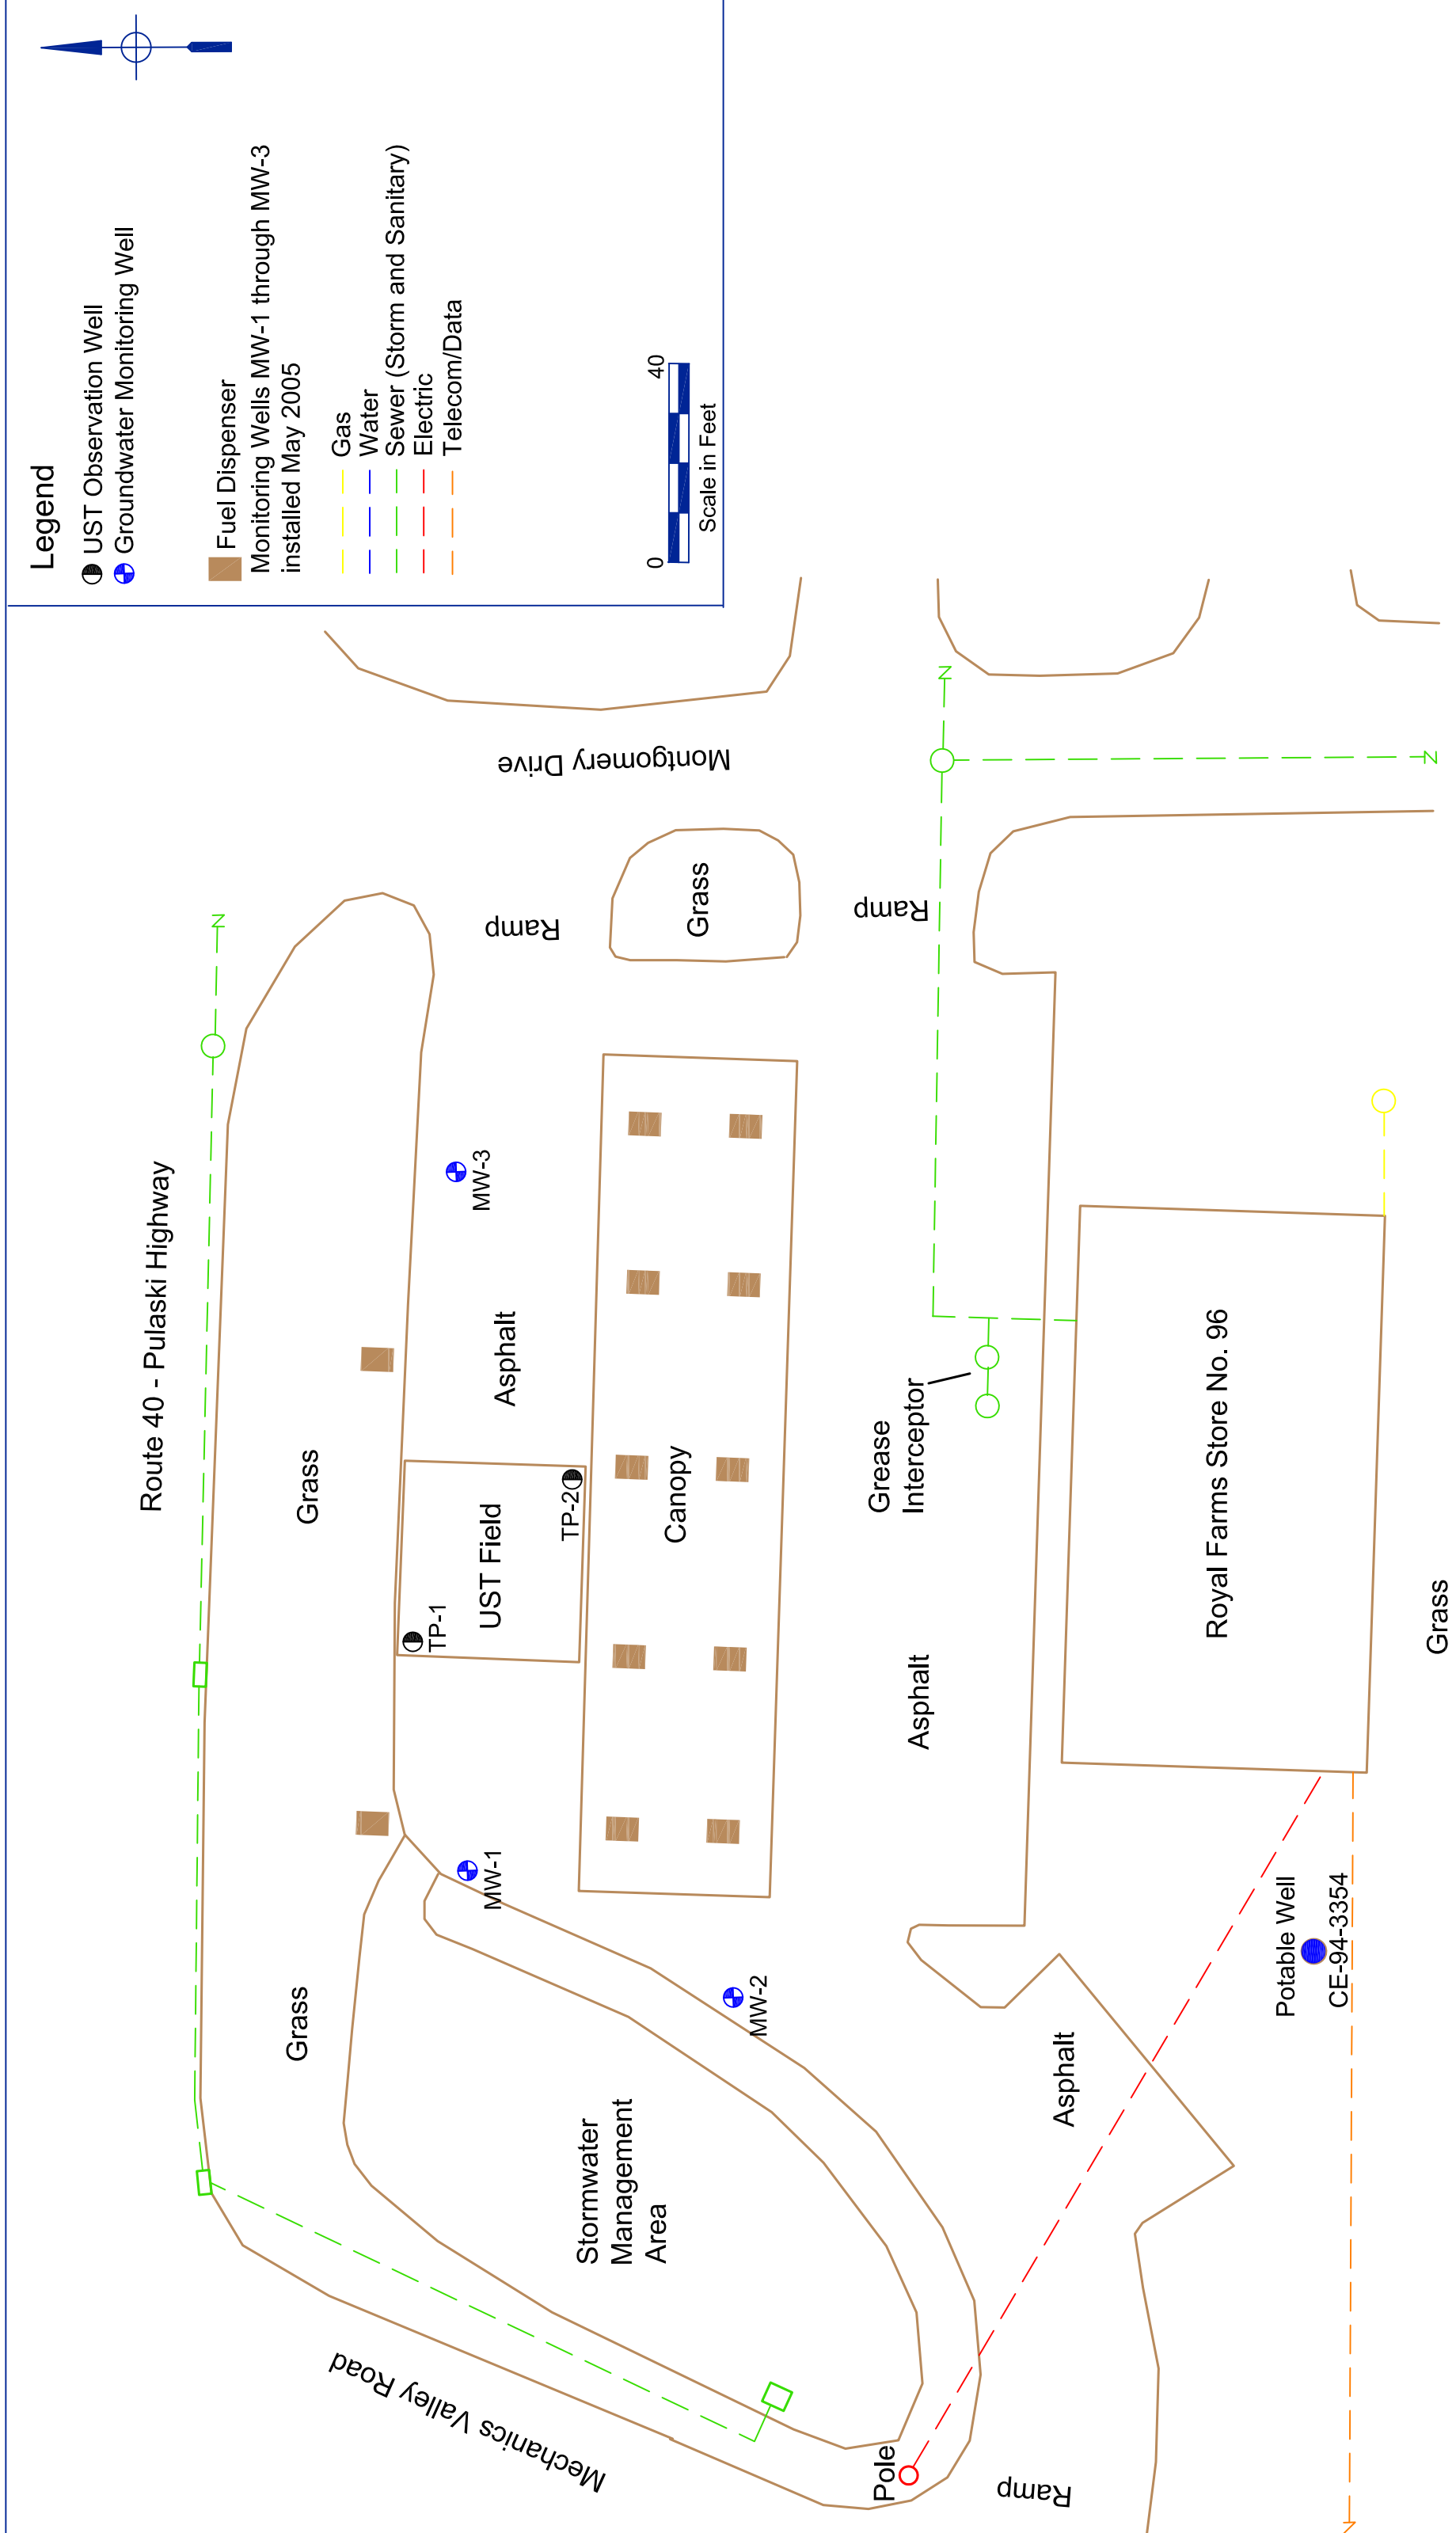 Legend
UST Observation Well
Groundwater Monitoring Well
Fuel Dispenser
Monitoring Wells MW-1 through MW-3
installed May 2005
Gas
Water
Sewer (Storm and Sanitary)
Electric
Telecom/Data
0
40
Scale in Feet
Route 40 - Pulaski Highway
Mechanics Valley Road
Montgomery Drive
Grass
Grass
Stormwater
Management
Area
MW-1
MW-2
MW-3
TP-1
UST Field
TP-2
Asphalt
Canopy
Ramp
Grass
Ramp
Grease
Interceptor
Asphalt
Asphalt
Pole
Ramp
Royal Farms Store No. 96
Potable Well
CE-94-3354
Grass